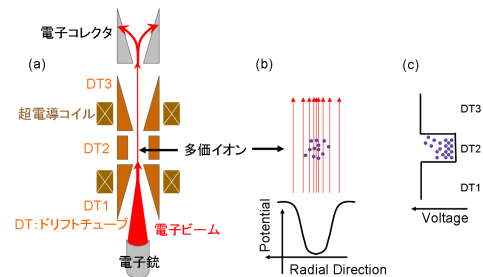 電子コレクタ
(a)
DT3
超電導コイル
DT2
多価イオン
DT1
DT:ドリフトチューブ
電子ビーム
電子銃
(b)
Potential
Radial Direction
(c)
DT3
DT2
DT1
Voltage